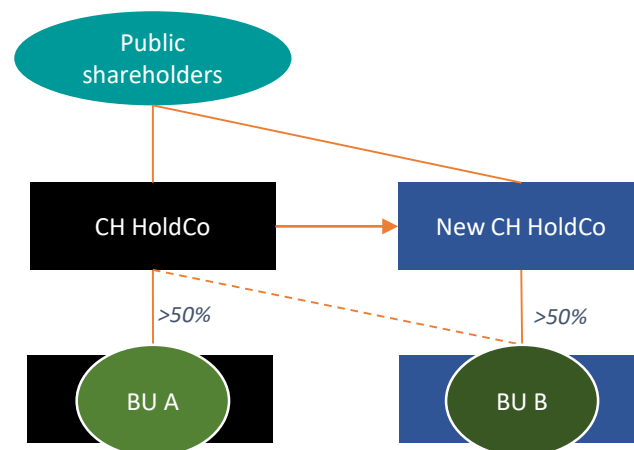 Public
shareholders
CH HoldCo
New CH HoldCo
>50%
>50%
BU A
BU B